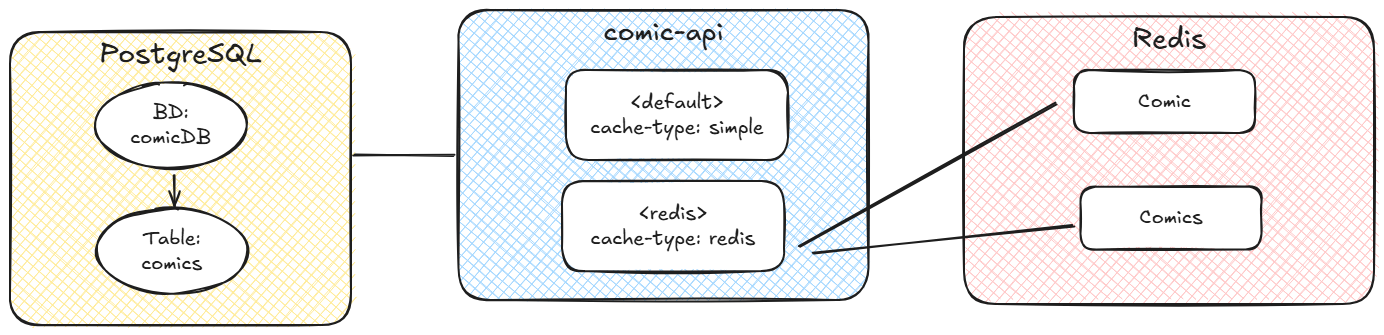 PostgreSQL
BD:
comicDB
Table:
comics
comic-api
<default>
cache-type: simple
<redis>
cache-type: redis
Redis
Comic
Comics